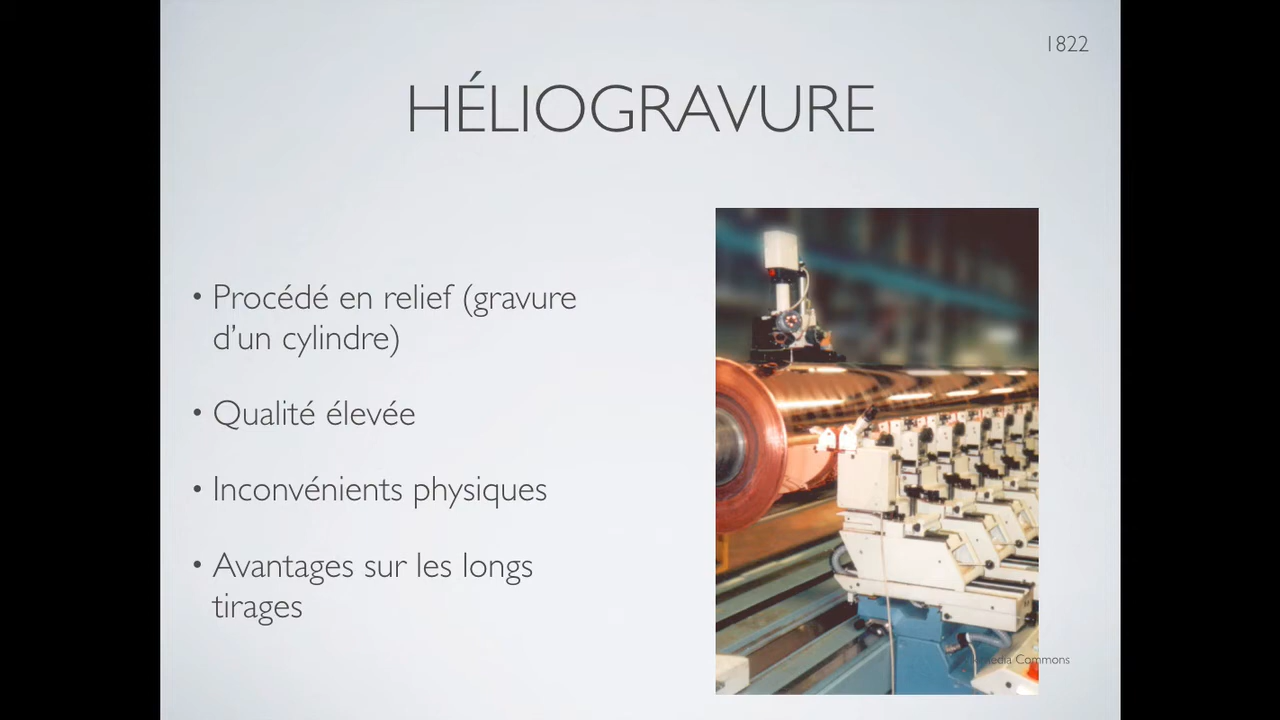 1822
HÉLIOGRAVURE
• Procédé en relief (gravure
d’un cylindre)
• Qualité élevée
• Inconvénients physiques
• Avantages sur les longs
tirages
Commons